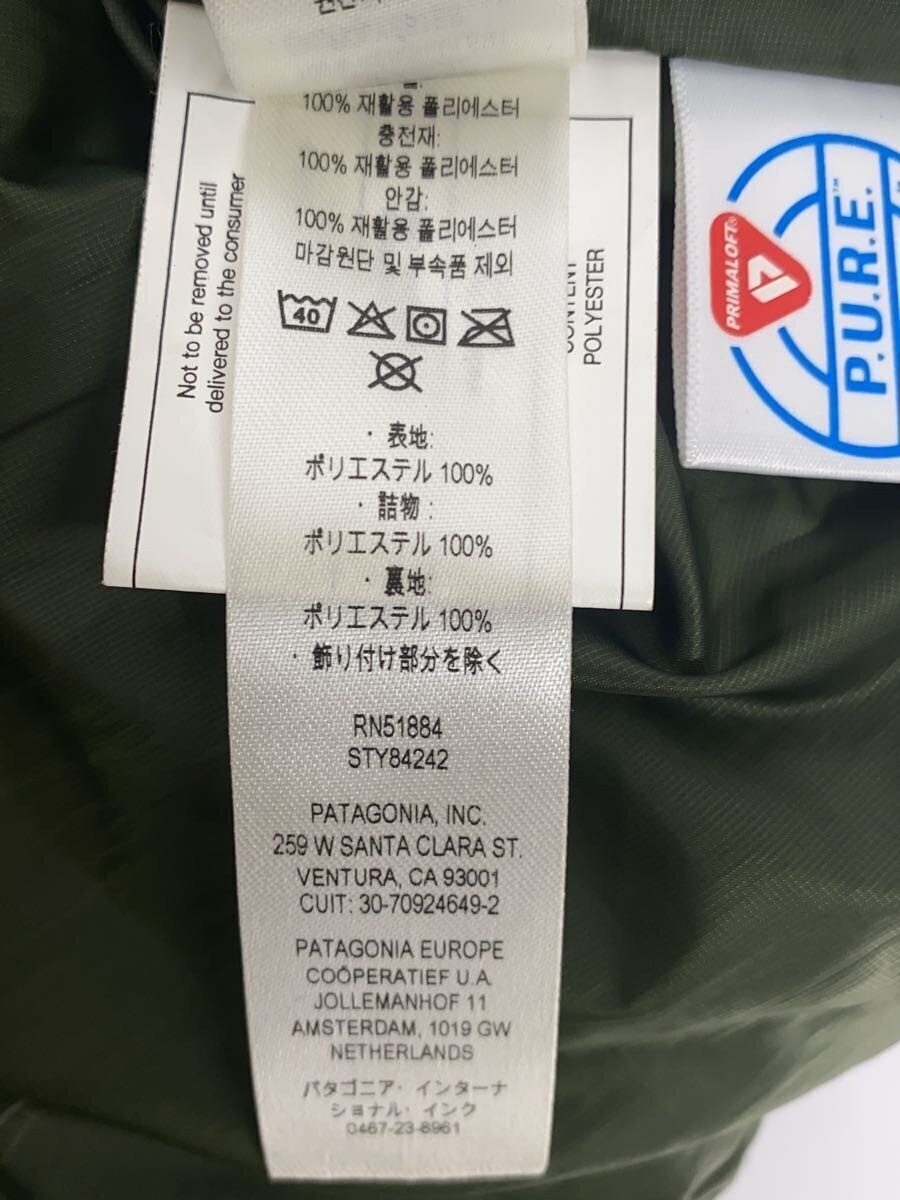 100% 재활용 폴리에스터
충전재:
100% 재활용 폴리에스터
안감:
100% 재활용 폴리에스터
마감원단 및 부속품 제외
40
· 表地:
ポリエステル 100%
· 詰物 :
ポリエステル 100%
· 裏地:
ポリエステル 100%
· 飾り付け部分を除く
RN51884
STY84242
PATAGONIA, INC.
259 W SANTA CLARA ST.
VENTURA, CA 93001
CUIT: 30-70924649-2
PATAGONIA EUROPE
COÖPERATIEF U.A.
JOLLEMANHOF 11
AMSTERDAM, 1019 GW
NETHERLANDS
パタゴニア・インターナ
ショナル・インク
0467-23-8961
Not to be removed until
delivered to the consumer
CONTENT
POLYESTER
PRIMALOFT®
P.U.R.E.™